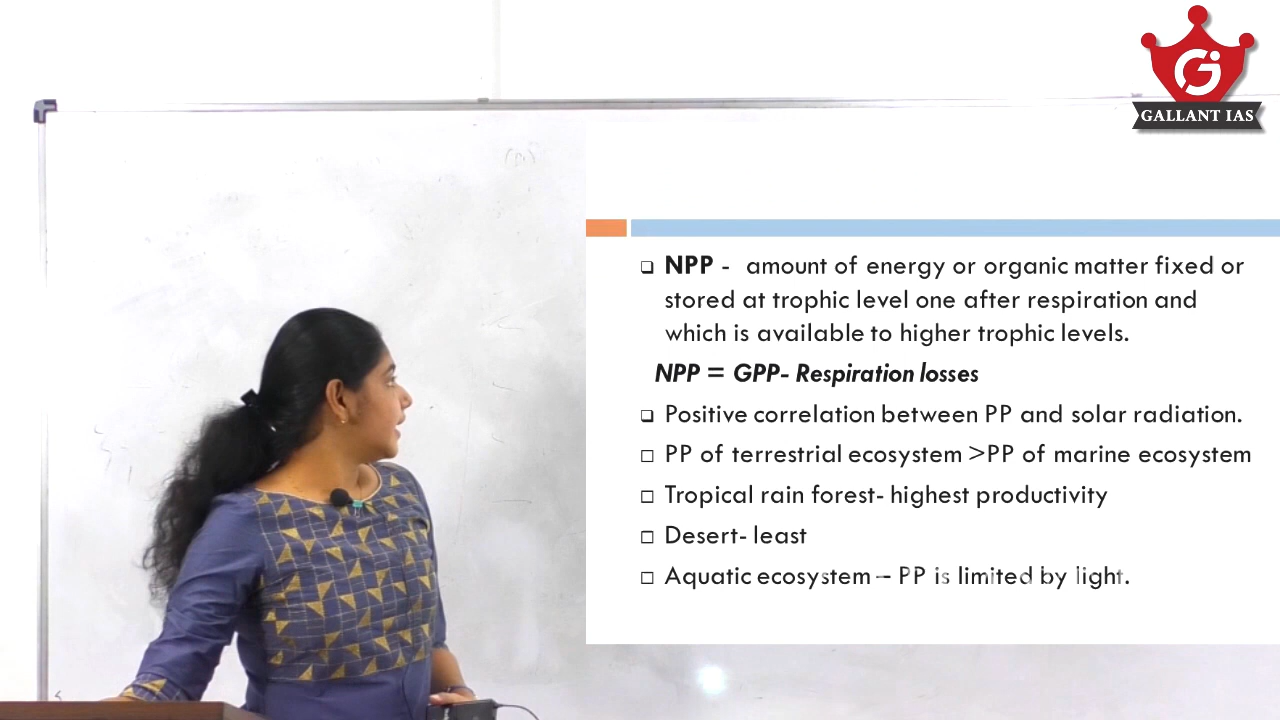 GALLANT IAS
NPP - amount of energy or organic matter fixed or
stored at trophic level one after respiration and
which is available to higher trophic levels.
NPP = GPP- Respiration losses
Positive correlation between PP and solar radiation.
PP of terrestrial ecosystem >PP of marine ecosystem
Tropical rain forest- highest productivity
Desert- least
Aquatic ecosystem – PP is limited by light.